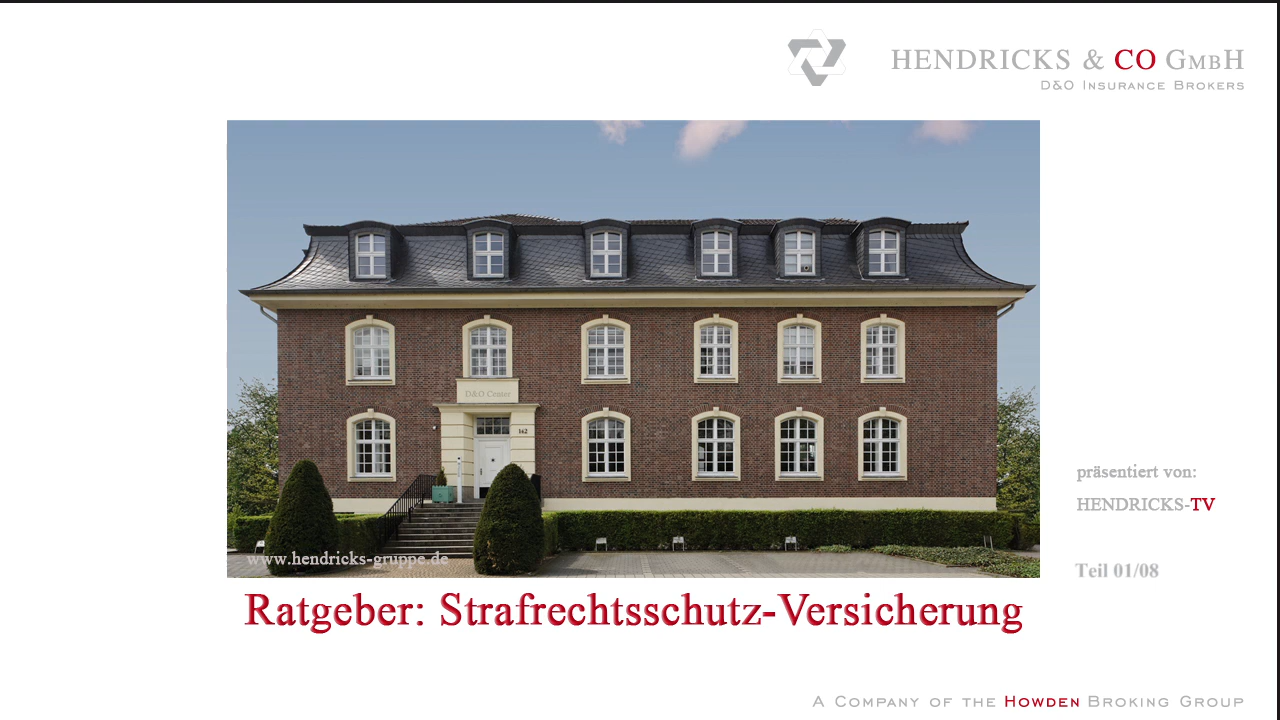 HENDRICKS & CO GMBH
D&O INSURANCE BROKERS
D&O Center
162
präsentiert von:
HENDRICKS-TV
www.hendricks-gruppe.de
Teil 01/08
Ratgeber: Strafrechtsschutz-Versicherung
A COMPANY OF THE HOWDEN BROKING GROUP